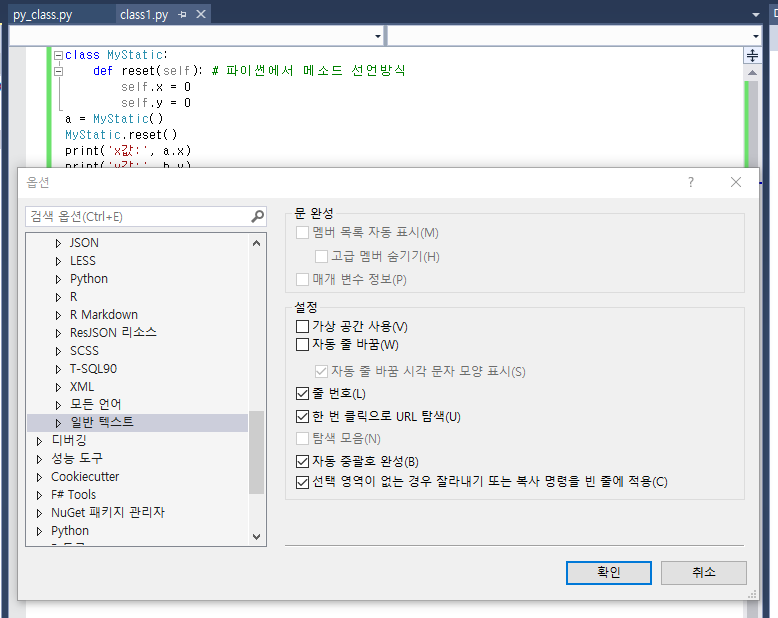 py_class.py
class1.py
class MyStatic:
def reset(self): # 파이썬에서 메소드 선언방식
self.x = 0
self.y = 0
a = MyStatic()
MyStatic.reset()
print('x값:', a.x)
print('y값:', b.y)
옵션
검색 옵션(Ctrl+E)
JSON
LESS
Python
R
R Markdown
ResJSON 리소스
SCSS
T-SQL90
XML
모든 언어
일반 텍스트
디버깅
성능 도구
Cookiecutter
F# Tools
NuGet 패키지 관리자
Python
문 완성
멤버 목록 자동 표시(M)
고급 멤버 숨기기(H)
매개 변수 정보(P)
설정
가상 공간 사용(V)
자동 줄 바꿈(W)
자동 줄 바꿈 시각 문자 모양 표시(S)
줄 번호(L)
한 번 클릭으로 URL 탐색(U)
탐색 모음(N)
자동 중괄호 완성(B)
선택 영역이 없는 경우 잘라내기 또는 복사 명령을 빈 줄에 적용(C)
확인
취소